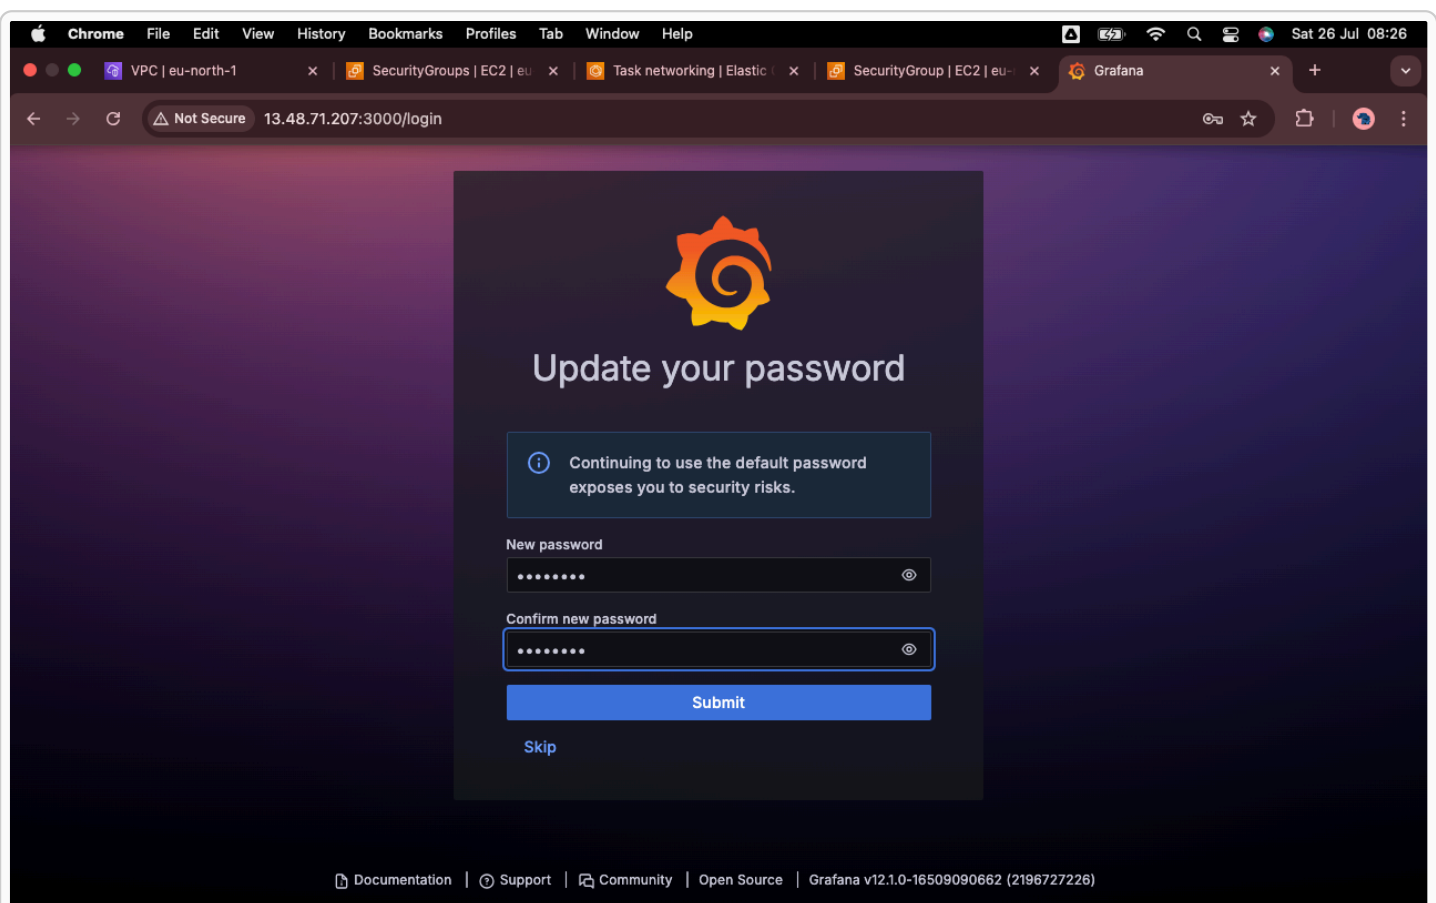 Chrome File Edit View History Bookmarks Profiles Tab Window Help Sat 26 Jul 08:26
VPC | eu-north-1 SecurityGroups | EC2 | eu Task networking | Elastic SecurityGroup | EC2 | eu- Grafana
Not Secure 13.48.71.207:3000/login
Update your password
Continuing to use the default password
exposes you to security risks.
New password
••••••••
Confirm new password
••••••••
Submit
Skip
Documentation | Support | Community | Open Source | Grafana v12.1.0-16509090662 (2196727226)